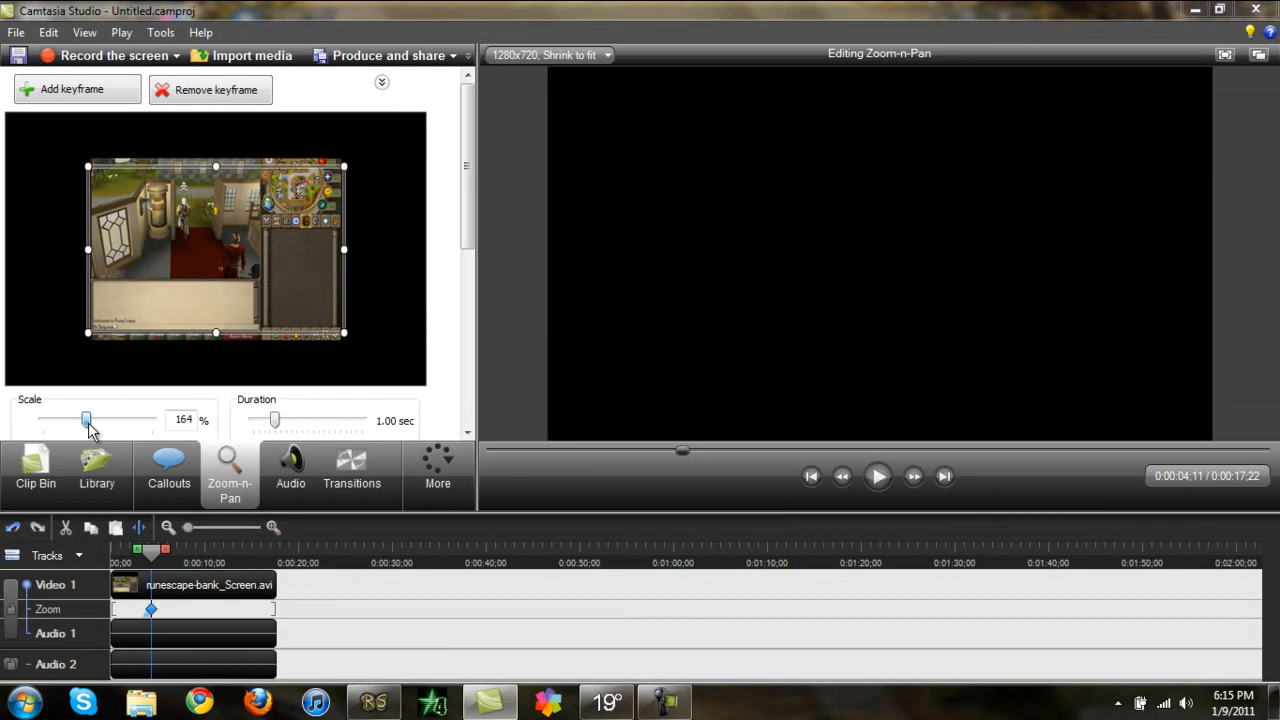 Camtasia Studio - Untitled.camproj
File Edit View Play Tools Help
Record the screen Import media Produce and share
1280x720, Shrink to fit Editing Zoom-n-Pan
Add keyframe Remove keyframe
Scale Duration
164 % 1.00 sec
Clip Bin Library Callouts Zoom-n-Pan Audio Transitions More
0:00:04;11 / 0:00:17;22
Tracks
00;00 0:00:10;00 0:00:20;00 0:00:30;00 0:00:40;00 0:00:50;00 0:01:00;00 0:01:10;00 0:01:20;00 0:01:30;00 0:01:40;00 0:01:50;00 0:02:00;00
Video 1 runescape-bank_Screen.avi
Zoom
Audio 1
Audio 2
RS 4 19° 6:15 PM
1/9/2011